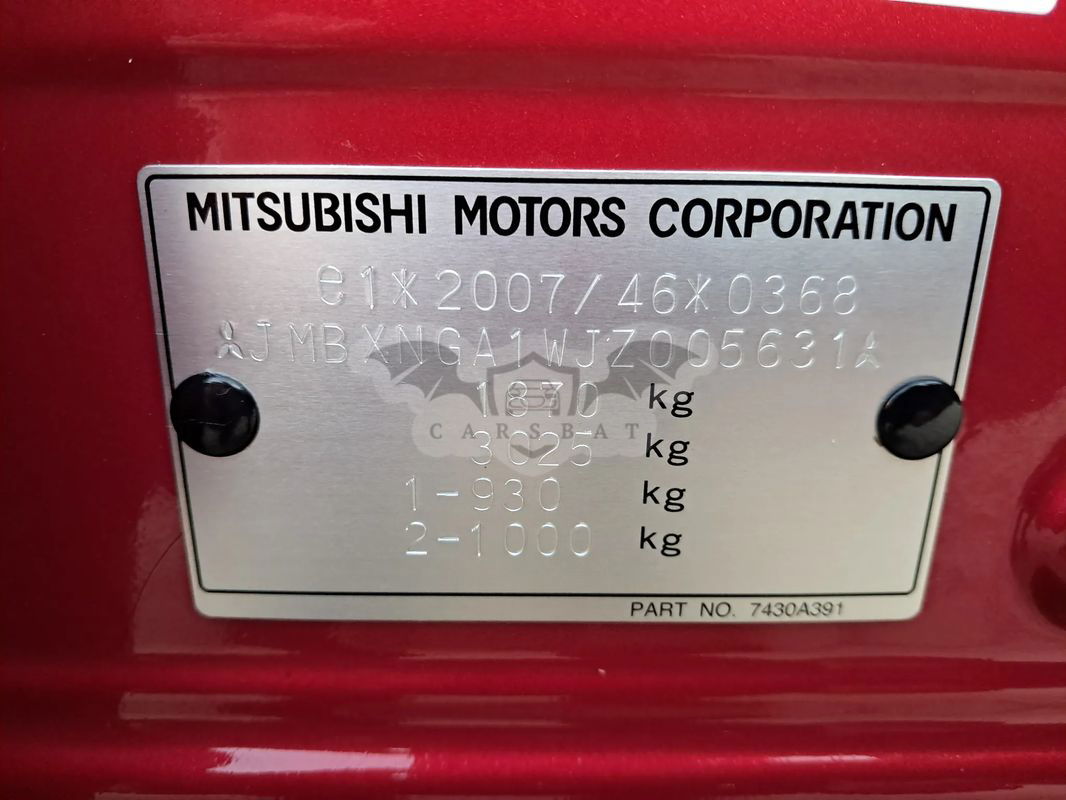 MITSUBISHI MOTORS CORPORATION
e1*2007/46*0368
JMBXNGA1WJZ005631
1870 kg
CARSBAT
3025 kg
1-930 kg
2-1000 kg
PART NO. 7430A391